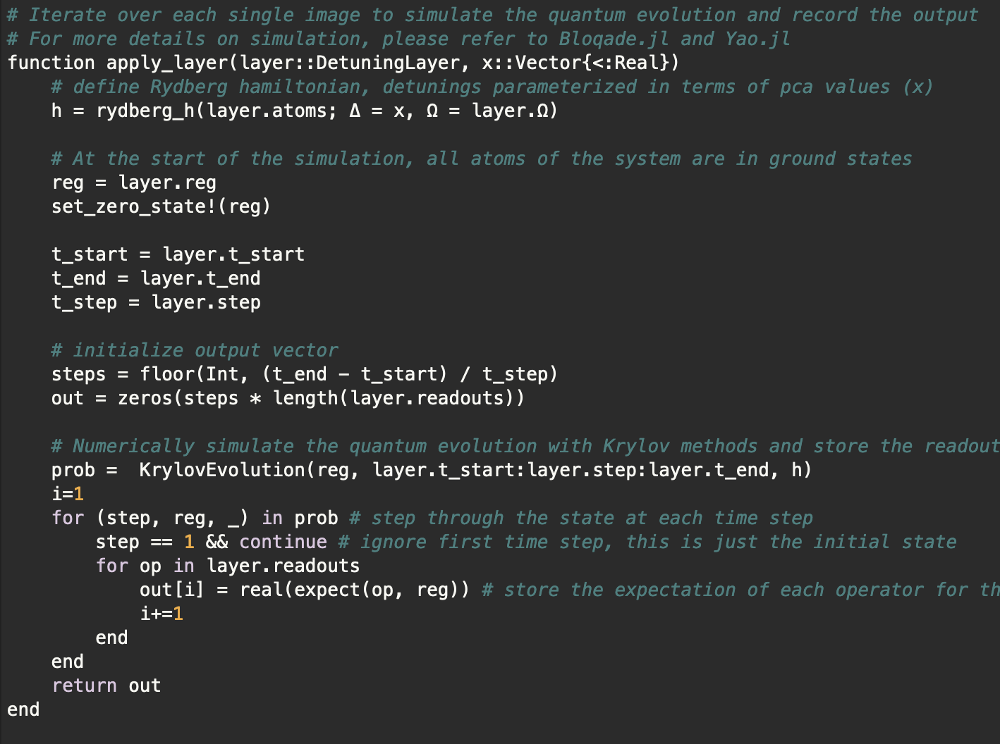 # Iterate over each single image to simulate the quantum evolution and record the output
# For more details on simulation, please refer to Bloqade.jl and Yao.jl
function apply_layer(layer::DetuningLayer, x::Vector{<:Real})
    # define Rydberg hamiltonian, detunings parameterized in terms of pca values (x)
    h = rydberg_h(layer.atoms; Δ = x, Ω = layer.Ω)

    # At the start of the simulation, all atoms of the system are in ground states
    reg = layer.reg
    set_zero_state!(reg)

    t_start = layer.t_start
    t_end = layer.t_end
    t_step = layer.step

    # initialize output vector
    steps = floor(Int, (t_end - t_start) / t_step)
    out = zeros(steps * length(layer.readouts))

    # Numerically simulate the quantum evolution with Krylov methods and store the readout
    prob =  KrylovEvolution(reg, layer.t_start:layer.step:layer.t_end, h)
    i=1
    for (step, reg, _) in prob # step through the state at each time step
        step == 1 && continue # ignore first time step, this is just the initial state
        for op in layer.readouts
            out[i] = real(expect(op, reg)) # store the expectation of each operator for th
            i+=1
        end
    end
    return out
end